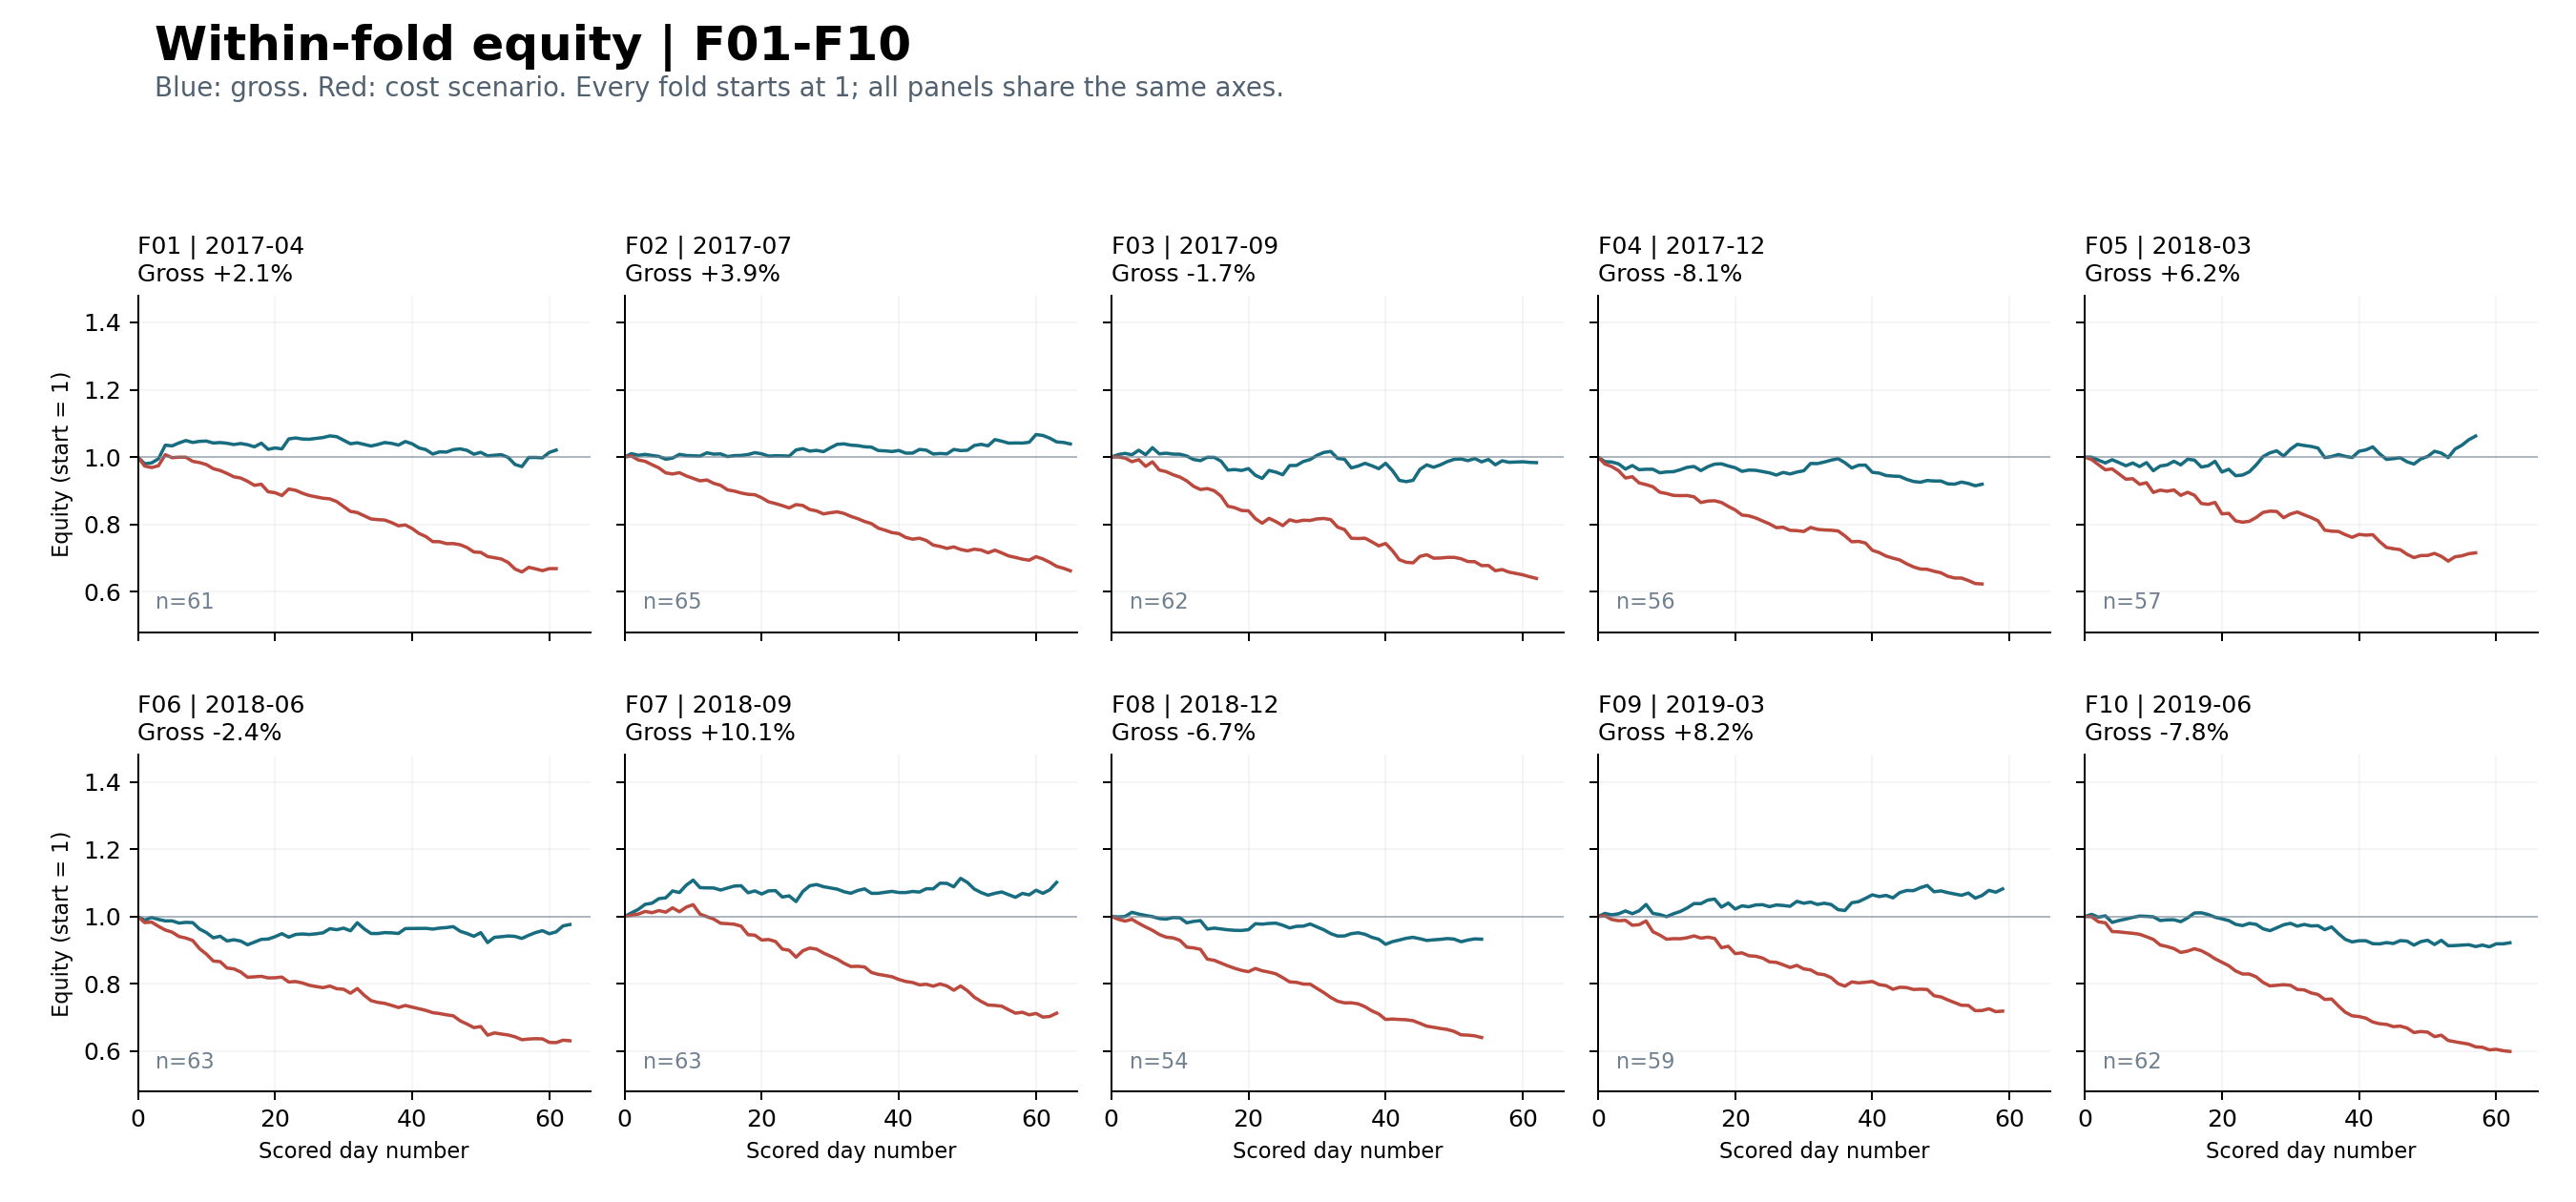 Within-fold equity | F01-F10
Blue: gross. Red: cost scenario. Every fold starts at 1; all panels share the same axes.
F01 | 2017-04
Gross +2.1%
F02 | 2017-07
Gross +3.9%
F03 | 2017-09
Gross -1.7%
F04 | 2017-12
Gross -8.1%
F05 | 2018-03
Gross +6.2%
Equity (start = 1)
1.4
1.2
1.0
0.8
0.6
n=61
n=65
n=62
n=56
n=57
F06 | 2018-06
Gross -2.4%
F07 | 2018-09
Gross +10.1%
F08 | 2018-12
Gross -6.7%
F09 | 2019-03
Gross +8.2%
F10 | 2019-06
Gross -7.8%
Equity (start = 1)
1.4
1.2
1.0
0.8
0.6
n=63
n=63
n=54
n=59
n=62
0 20 40 60
0 20 40 60
0 20 40 60
0 20 40 60
0 20 40 60
Scored day number
Scored day number
Scored day number
Scored day number
Scored day number